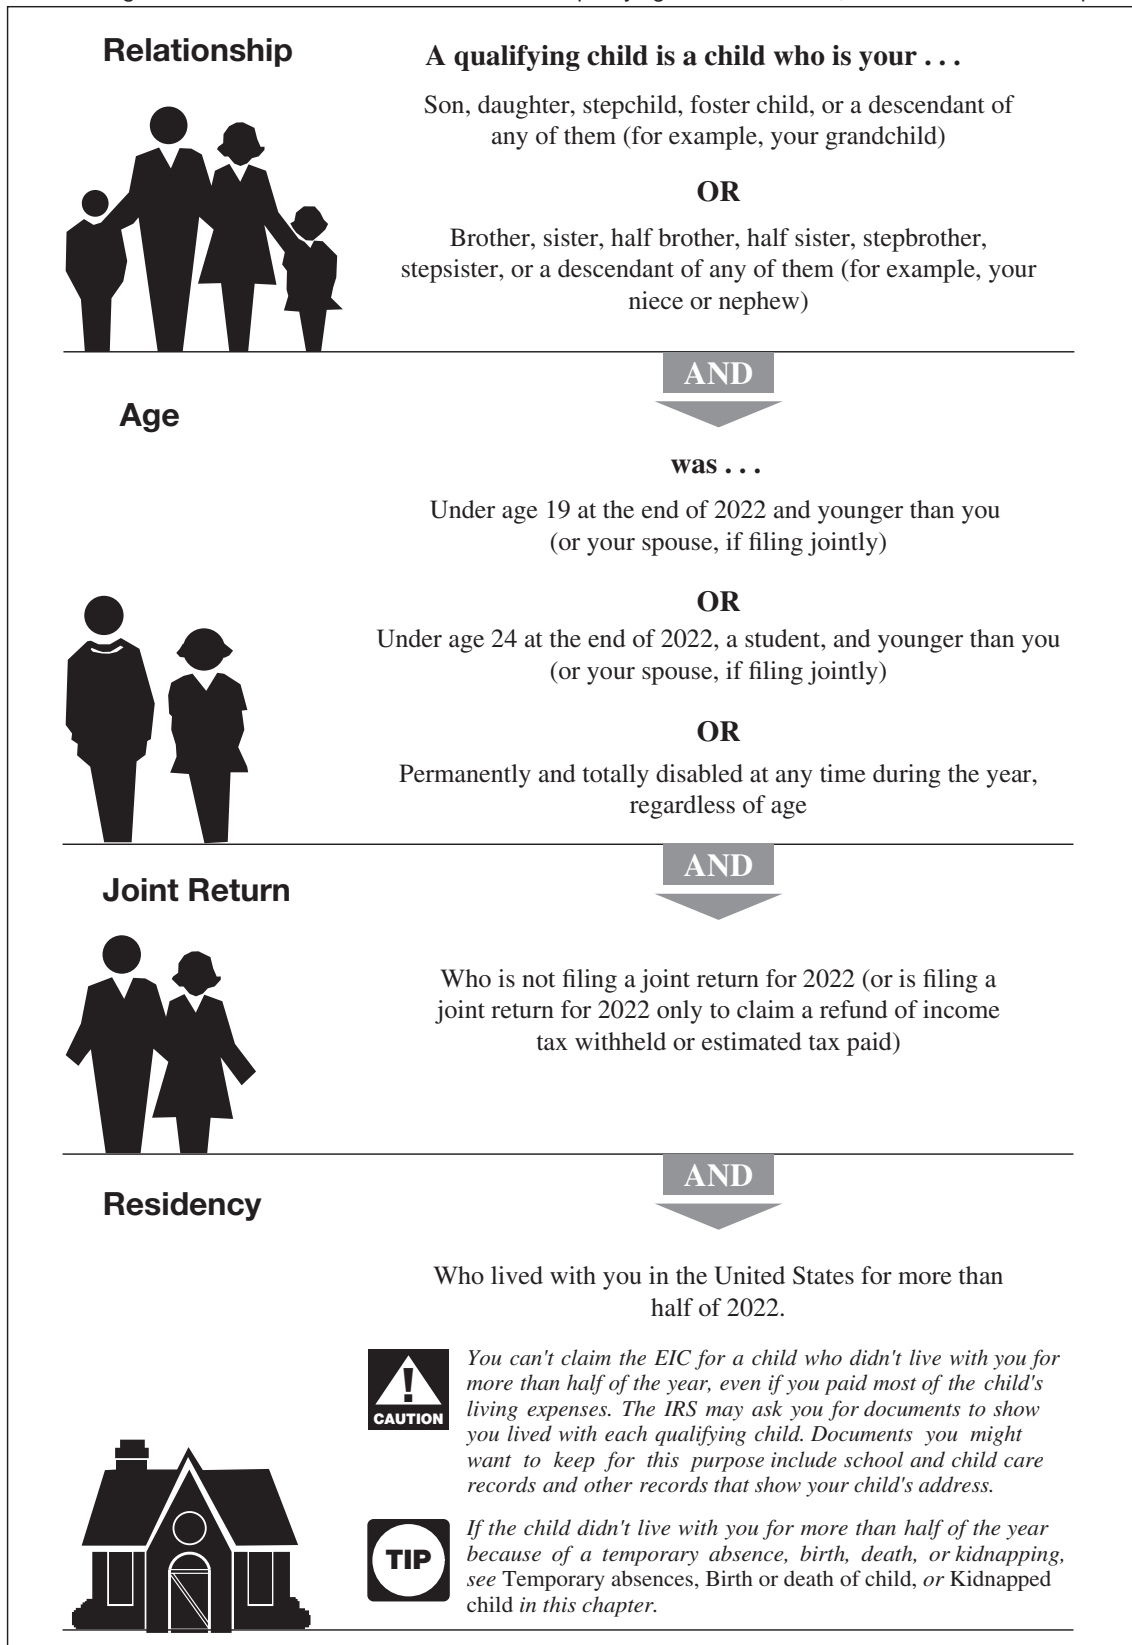 Relationship
A qualifying child is a child who is your . . .
Son, daughter, stepchild, foster child, or a descendant of
any of them (for example, your grandchild)
OR
Brother, sister, half brother, half sister, stepbrother,
stepsister, or a descendant of any of them (for example, your
niece or nephew)
AND
Age
was . . .
Under age 19 at the end of 2022 and younger than you
(or your spouse, if filing jointly)
OR
Under age 24 at the end of 2022, a student, and younger than you
(or your spouse, if filing jointly)
OR
Permanently and totally disabled at any time during the year,
regardless of age
AND
Joint Return
Who is not filing a joint return for 2022 (or is filing a
joint return for 2022 only to claim a refund of income
tax withheld or estimated tax paid)
AND
Residency
Who lived with you in the United States for more than
half of 2022.
CAUTION
You can't claim the EIC for a child who didn't live with you for
more than half of the year, even if you paid most of the child's
living expenses. The IRS may ask you for documents to show
you lived with each qualifying child. Documents you might
want to keep for this purpose include school and child care
records and other records that show your child's address.
TIP
If the child didn't live with you for more than half of the year
because of a temporary absence, birth, death, or kidnapping,
see Temporary absences, Birth or death of child, or Kidnapped
child in this chapter.